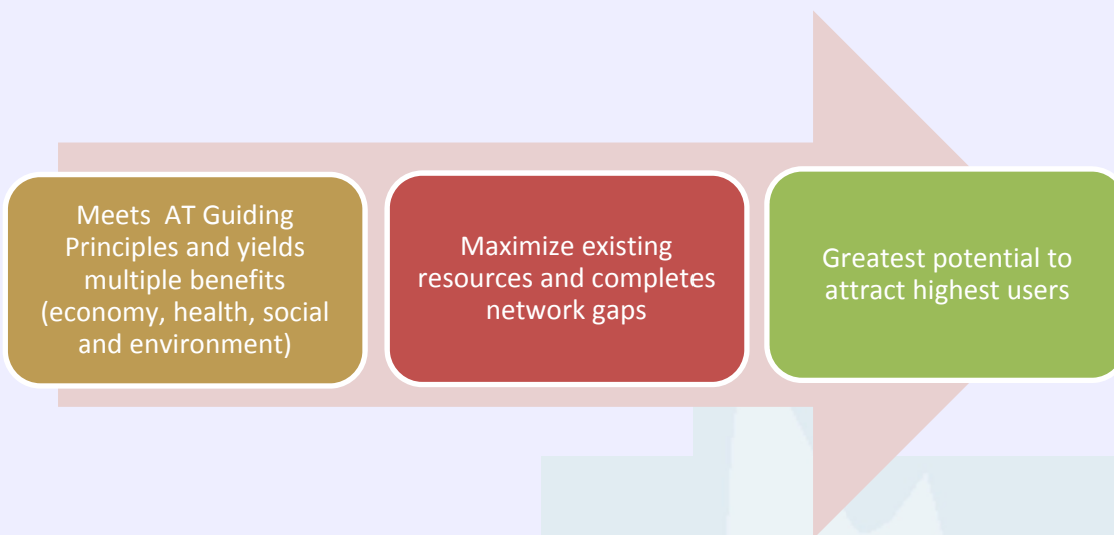 Meets  AT Guiding
Principles and yields
multiple benefits
(economy, health, social
and environment)
Maximize existing
resources and completes
network gaps
Greatest potential to
attract highest users